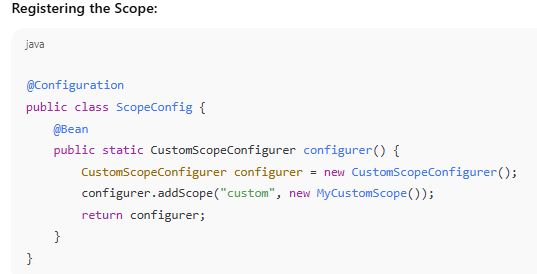 Registering the Scope:
java
@Configuration
public class ScopeConfig {
    @Bean
    public static CustomScopeConfigurer configurer() {
        CustomScopeConfigurer configurer = new CustomScopeConfigurer();
        configurer.addScope("custom", new MyCustomScope());
        return configurer;
    }
}